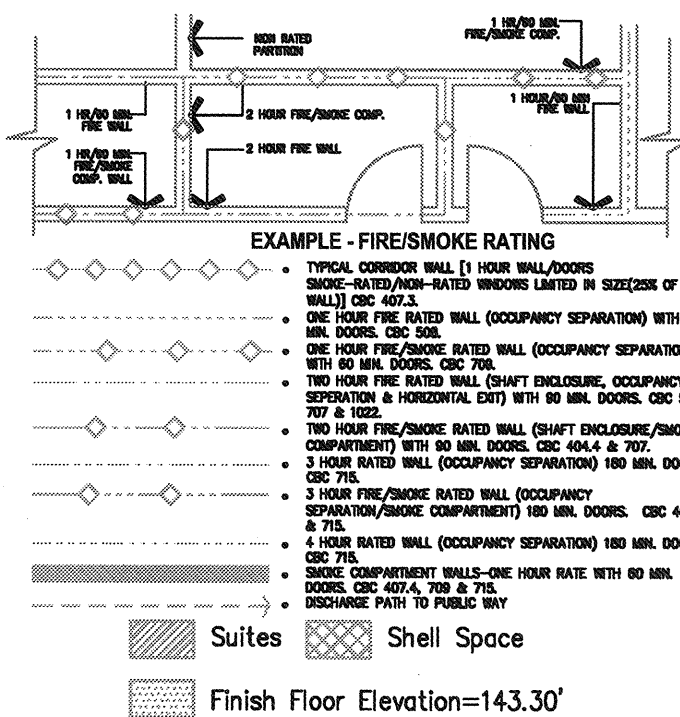 NON RATED
PARTITION
1 HR/60 MIN.
FIRE/SMOKE COMP.
1 HR/60 MIN.
FIRE WALL
2 HOUR FIRE/SMOKE COMP.
1 HOUR/60 MIN
FIRE WALL
1 HR/60 MIN.
FIRE/SMOKE
COMP. WALL
2 HOUR FIRE WALL
EXAMPLE - FIRE/SMOKE RATING
TYPICAL CORRIDOR WALL [1 HOUR WALL/DOORS
SMOKE-RATED/NON-RATED WINDOWS LIMITED IN SIZE(25% OF
WALL)] CBC 407.3.
ONE HOUR FIRE RATED WALL (OCCUPANCY SEPARATION) WITH
MIN. DOORS. CBC 508.
ONE HOUR FIRE/SMOKE RATED WALL (OCCUPANCY SEPARATIO
WITH 60 MIN. DOORS. CBC 709.
TWO HOUR FIRE RATED WALL (SHAFT ENCLOSURE, OCCUPANCY
SEPERATION & HORIZONTAL EXIT) WITH 90 MIN. DOORS. CBC
707 & 1022.
TWO HOUR FIRE/SMOKE RATED WALL (SHAFT ENCLOSURE/SMO
COMPARTMENT) WITH 90 MIN. DOORS. CBC 404.4 & 707.
3 HOUR RATED WALL (OCCUPANCY SEPARATION) 180 MIN. DO
CBC 715.
3 HOUR FIRE/SMOKE RATED WALL (OCCUPANCY
SEPARATION/SMOKE COMPARTMENT) 180 MIN. DOORS. CBC 4
& 715.
4 HOUR RATED WALL (OCCUPANCY SEPARATION) 180 MIN. DO
CBC 715.
SMOKE COMPARTMENT WALLS-ONE HOUR RATE WITH 60 MIN.
DOORS. CBC 407.4, 709 & 715.
DISCHARGE PATH TO PUBLIC WAY
Suites
Shell Space
Finish Floor Elevation=143.30'